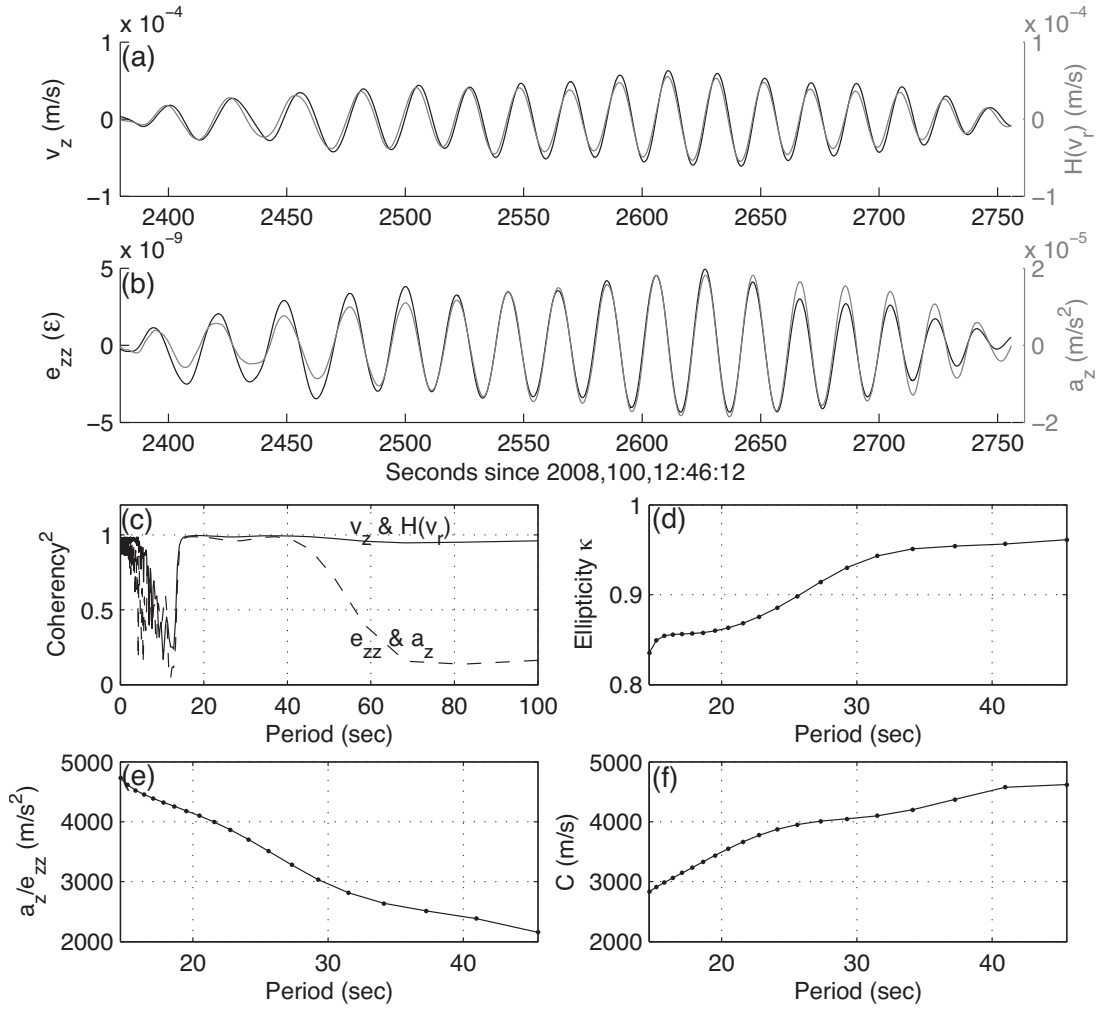 x 10⁻⁴ x 10⁻⁴
(a)
v_z (m/s)
1
0
−1
H(v_r) (m/s)
1
0
−1
2400 2450 2500 2550 2600 2650 2700 2750
x 10⁻⁹ x 10⁻⁵
(b)
e_zz (ε)
5
0
−5
a_z (m/s²)
2
0
−2
2400 2450 2500 2550 2600 2650 2700 2750
Seconds since 2008,100,12:46:12
(c)
Coherency²
1
0.5
0
v_z & H(v_r)
e_zz & a_z
0 20 40 60 80 100
Period (sec)
(d)
Ellipticity κ
1
0.9
0.8
20 30 40
Period (sec)
(e)
a_z/e_zz (m/s²)
5000
4000
3000
2000
20 30 40
Period (sec)
(f)
C (m/s)
5000
4000
3000
2000
20 30 40
Period (sec)